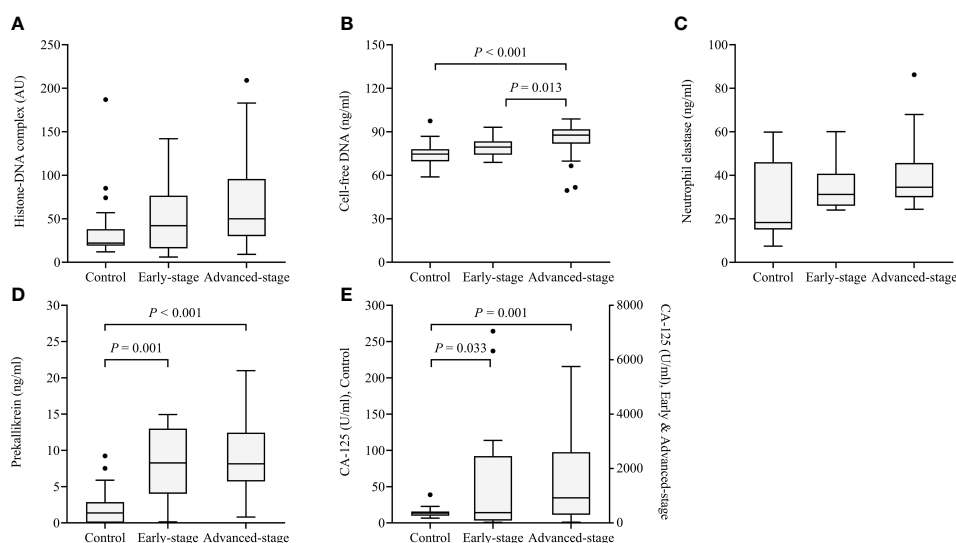 A
Histone-DNA complex (AU)
250
200
150
100
50
0
Control Early-stage Advanced-stage
B
Cell-free DNA (ng/ml)
150
120
90
60
30
0
P < 0.001
P = 0.013
Control Early-stage Advanced-stage
C
Neutrophil elastase (ng/ml)
100
80
60
40
20
0
Control Early-stage Advanced-stage
D
Prekallikrein (ng/ml)
30
25
20
15
10
5
0
P < 0.001
P = 0.001
Control Early-stage Advanced-stage
E
CA-125 (U/ml), Control
300
250
200
150
100
50
0
P = 0.001
P = 0.033
8000
6000
4000
2000
0
CA-125 (U/ml), Early & Advanced-stage
Control Early-stage Advanced-stage